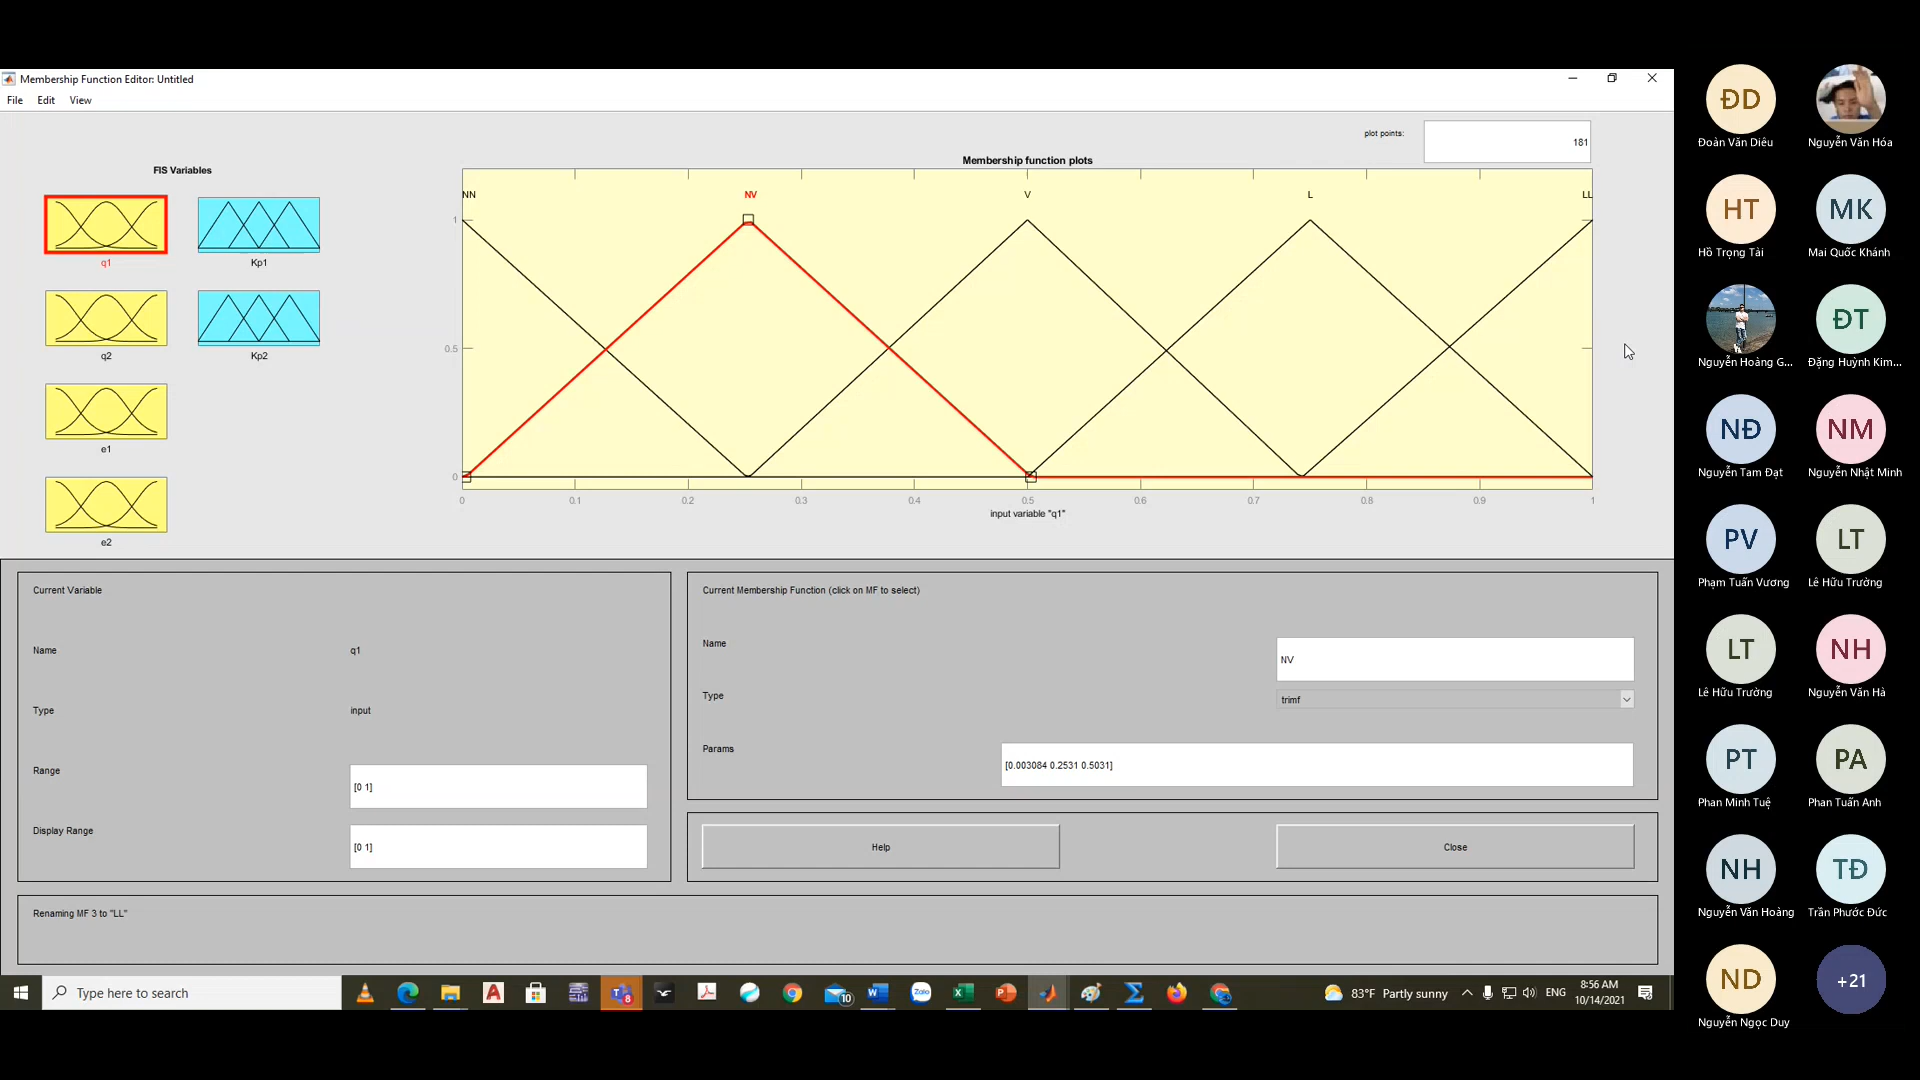 Membership Function Editor: Untitled
File Edit View
plot points:
181
FIS Variables
Membership function plots
NN NV V L LL
q1 Kp1
q2 Kp2
e1
e2
1
0.5
0
0 0.1 0.2 0.3 0.4 0.5 0.6 0.7 0.8 0.9 1
input variable "q1"
Current Variable
Name q1
Type input
Range [0 1]
Display Range [0 1]
Current Membership Function (click on MF to select)
Name NV
Type trimf
Params [0.003084 0.2531 0.5031]
Help Close
Renaming MF 3 to "LL"
Type here to search
8
10
Zalo
83°F Partly sunny
ENG
8:56 AM
10/14/2021
ĐD
Đoàn Văn Diêu
Nguyễn Văn Hóa
HT MK
Hồ Trọng Tài Mai Quốc Khánh
ĐT
Nguyễn Hoàng G... Đặng Huỳnh Kim...
NĐ NM
Nguyễn Tam Đạt Nguyễn Nhật Minh
PV LT
Phạm Tuấn Vương Lê Hữu Trường
LT NH
Lê Hữu Trường Nguyễn Văn Hà
PT PA
Phan Minh Tuệ Phan Tuấn Anh
NH TĐ
Nguyễn Văn Hoàng Trần Phước Đức
ND +21
Nguyễn Ngọc Duy